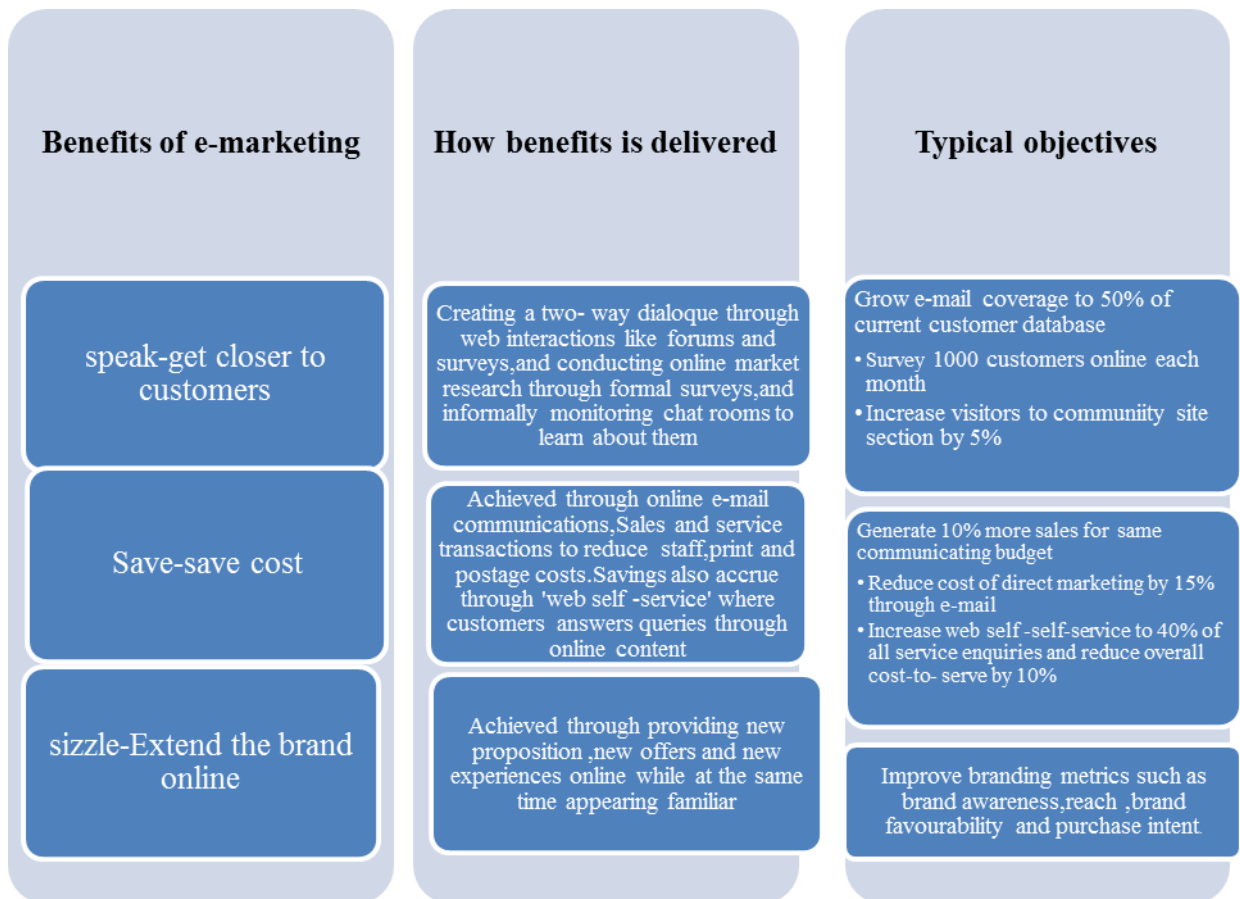 Benefits of e-marketing
How benefits is delivered
Typical objectives
speak-get closer to
customers
Creating a two- way dialoque through
web interactions like forums and
surveys,and conducting online market
research through formal surveys,and
informally monitoring chat rooms to
learn about them
Grow e-mail coverage to 50% of
current customer database
• Survey 1000 customers online each
month
• Increase visitors to communiity site
section by 5%
Save-save cost
Achieved through online e-mail
communications,Sales and service
transactions to reduce staff,print and
postage costs.Savings also accrue
through 'web self -service' where
customers answers queries through
online content
Generate 10% more sales for same
communicating budget
• Reduce cost of direct marketing by 15%
through e-mail
• Increase web self -self-service to 40% of
all service enquiries and reduce overall
cost-to- serve by 10%
sizzle-Extend the brand
online
Achieved through providing new
proposition ,new offers and new
experiences online while at the same
time appearing familiar
Improve branding metrics such as
brand awareness,reach ,brand
favourability and purchase intent.